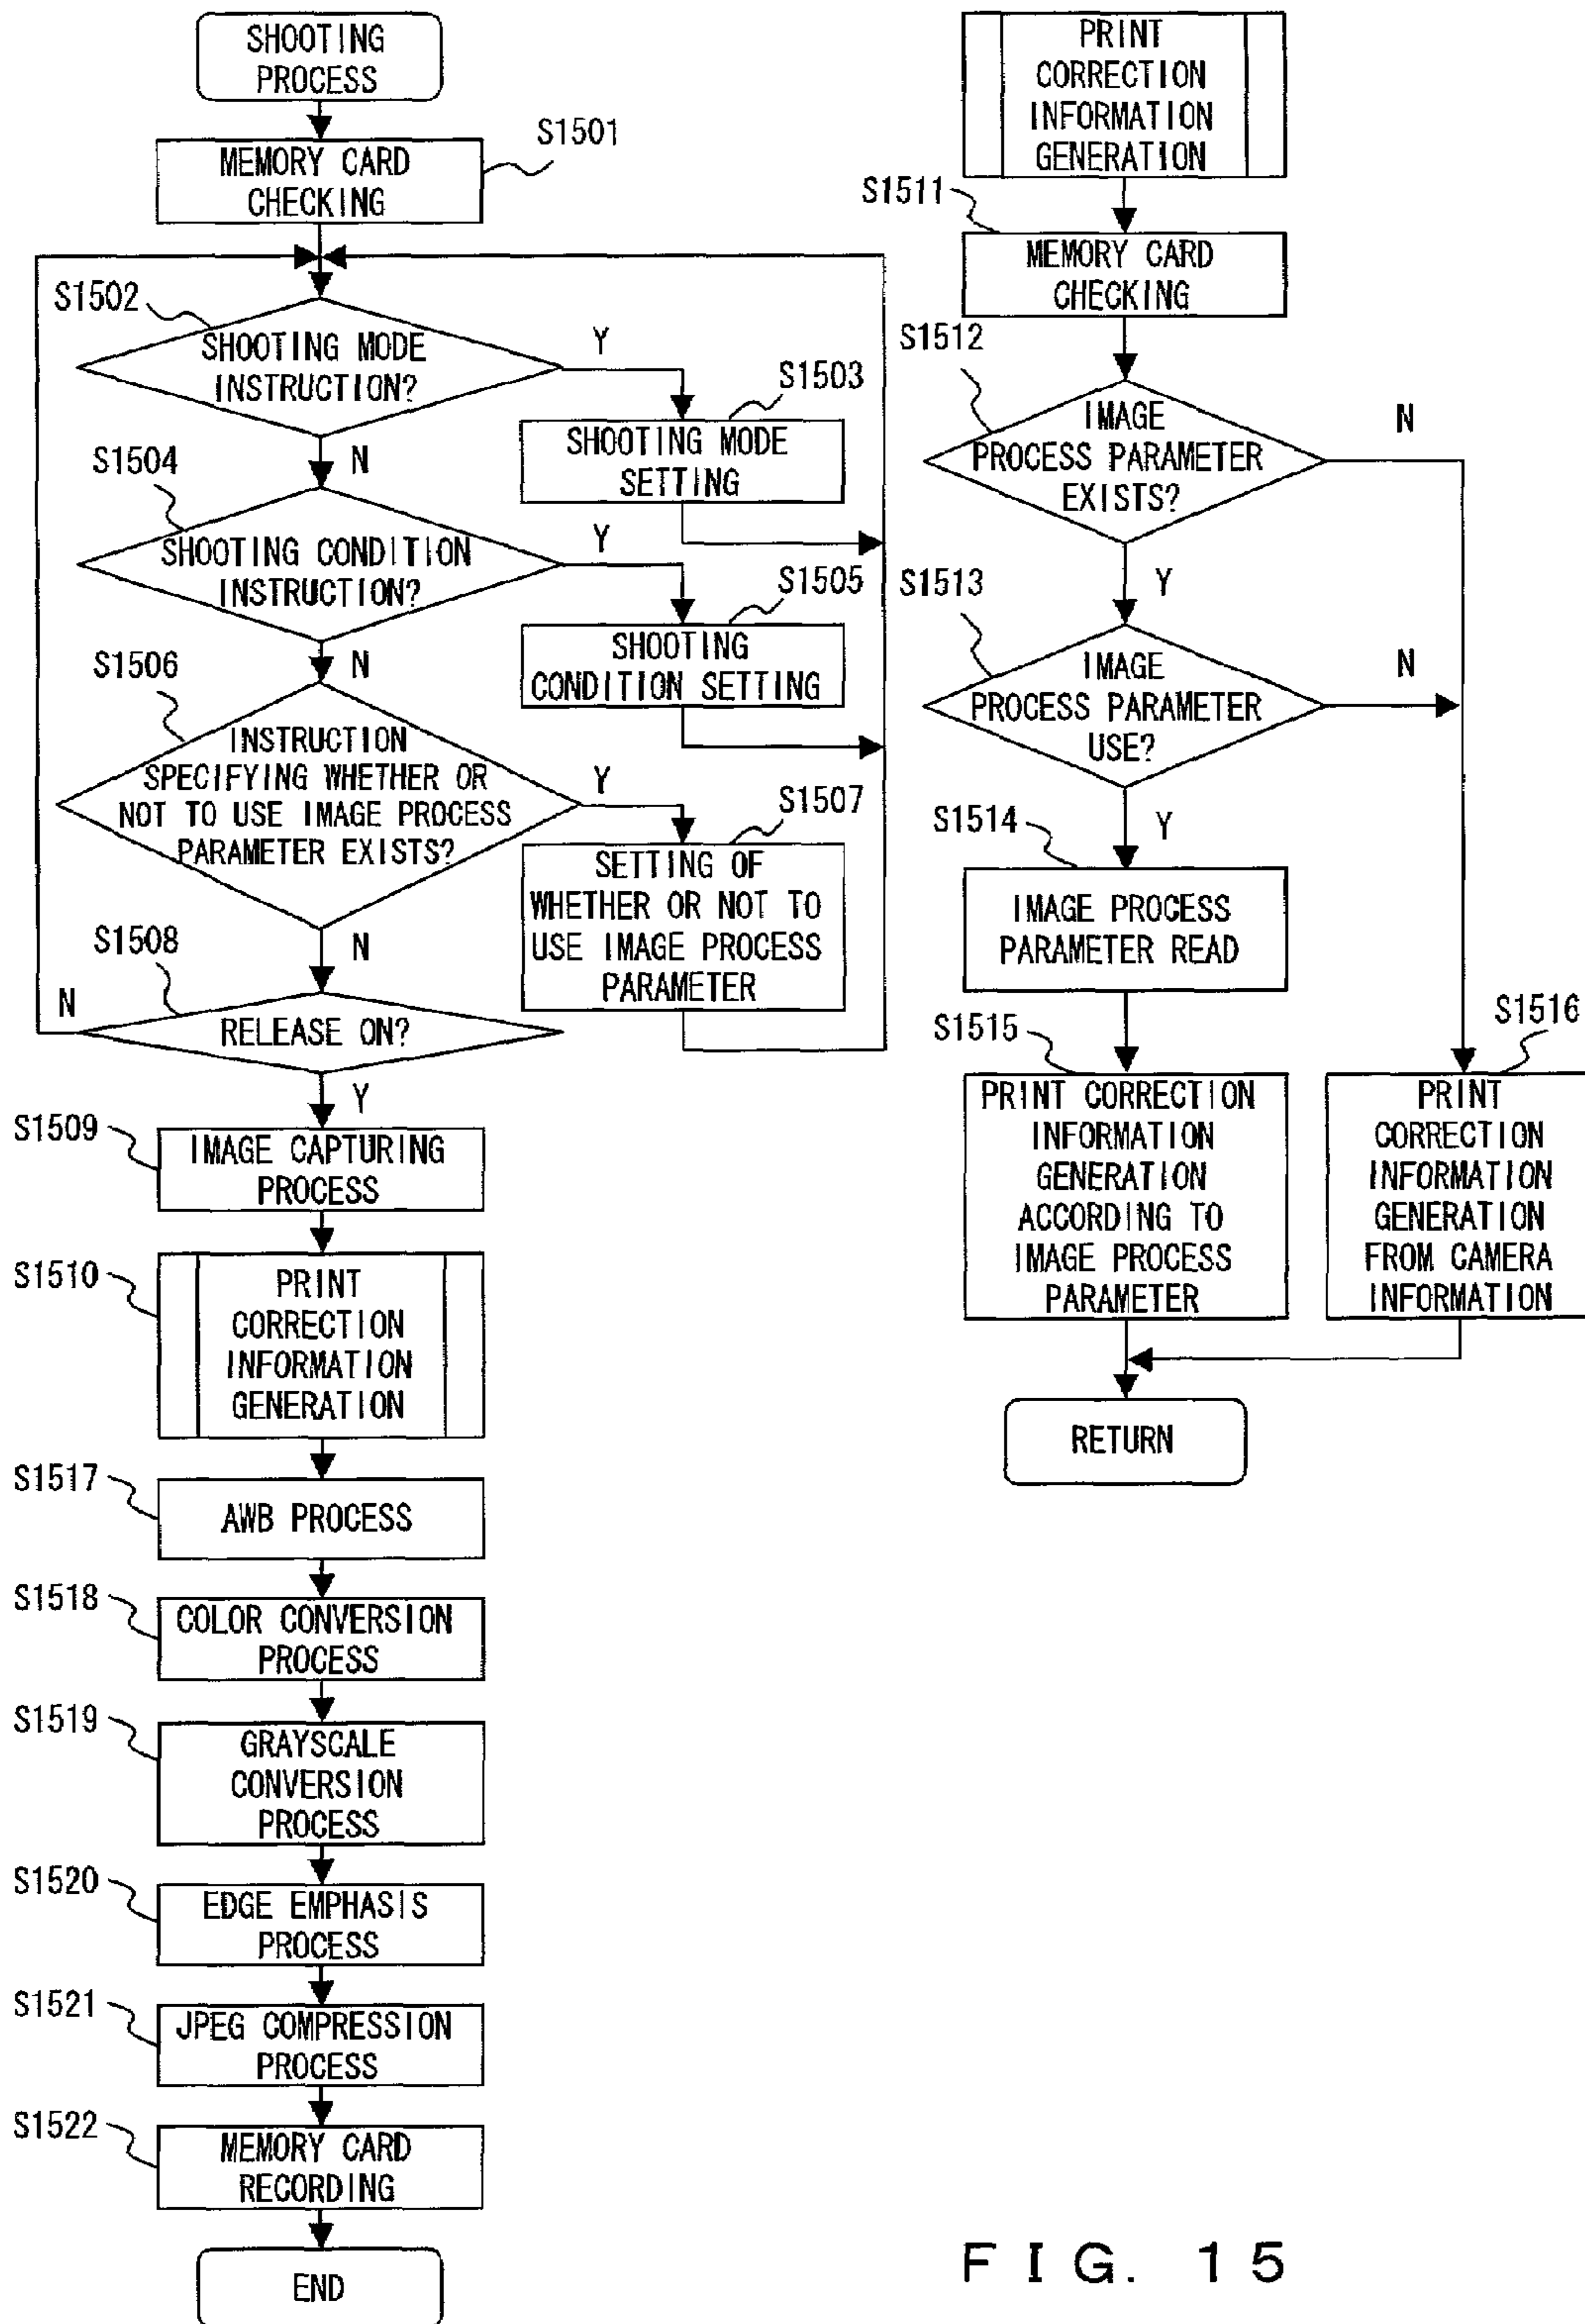 SHOOTING
PROCESS
S1501
MEMORY CARD
CHECKING
S1502
SHOOTING MODE
INSTRUCTION?
Y
S1503
SHOOTING MODE
SETTING
N
S1504
SHOOTING CONDITION
INSTRUCTION?
Y
S1505
SHOOTING
CONDITION SETTING
N
S1506
INSTRUCTION
SPECIFYING WHETHER OR
NOT TO USE IMAGE PROCESS
PARAMETER EXISTS?
Y
S1507
SETTING OF
WHETHER OR NOT TO
USE IMAGE PROCESS
PARAMETER
N
S1508
N
RELEASE ON?
Y
S1509
IMAGE CAPTURING
PROCESS
S1510
PRINT
CORRECTION
INFORMATION
GENERATION
S1517
AWB PROCESS
S1518
COLOR CONVERSION
PROCESS
S1519
GRAYSCALE
CONVERSION
PROCESS
S1520
EDGE EMPHASIS
PROCESS
S1521
JPEG COMPRESSION
PROCESS
S1522
MEMORY CARD
RECORDING
END
PRINT
CORRECTION
INFORMATION
GENERATION
S1511
MEMORY CARD
CHECKING
S1512
IMAGE
PROCESS PARAMETER
EXISTS?
N
Y
S1513
IMAGE
PROCESS PARAMETER
USE?
N
Y
S1514
IMAGE PROCESS
PARAMETER READ
S1515
PRINT CORRECTION
INFORMATION
GENERATION
ACCORDING TO
IMAGE PROCESS
PARAMETER
S1516
PRINT
CORRECTION
INFORMATION
GENERATION
FROM CAMERA
INFORMATION
RETURN
FIG. 15